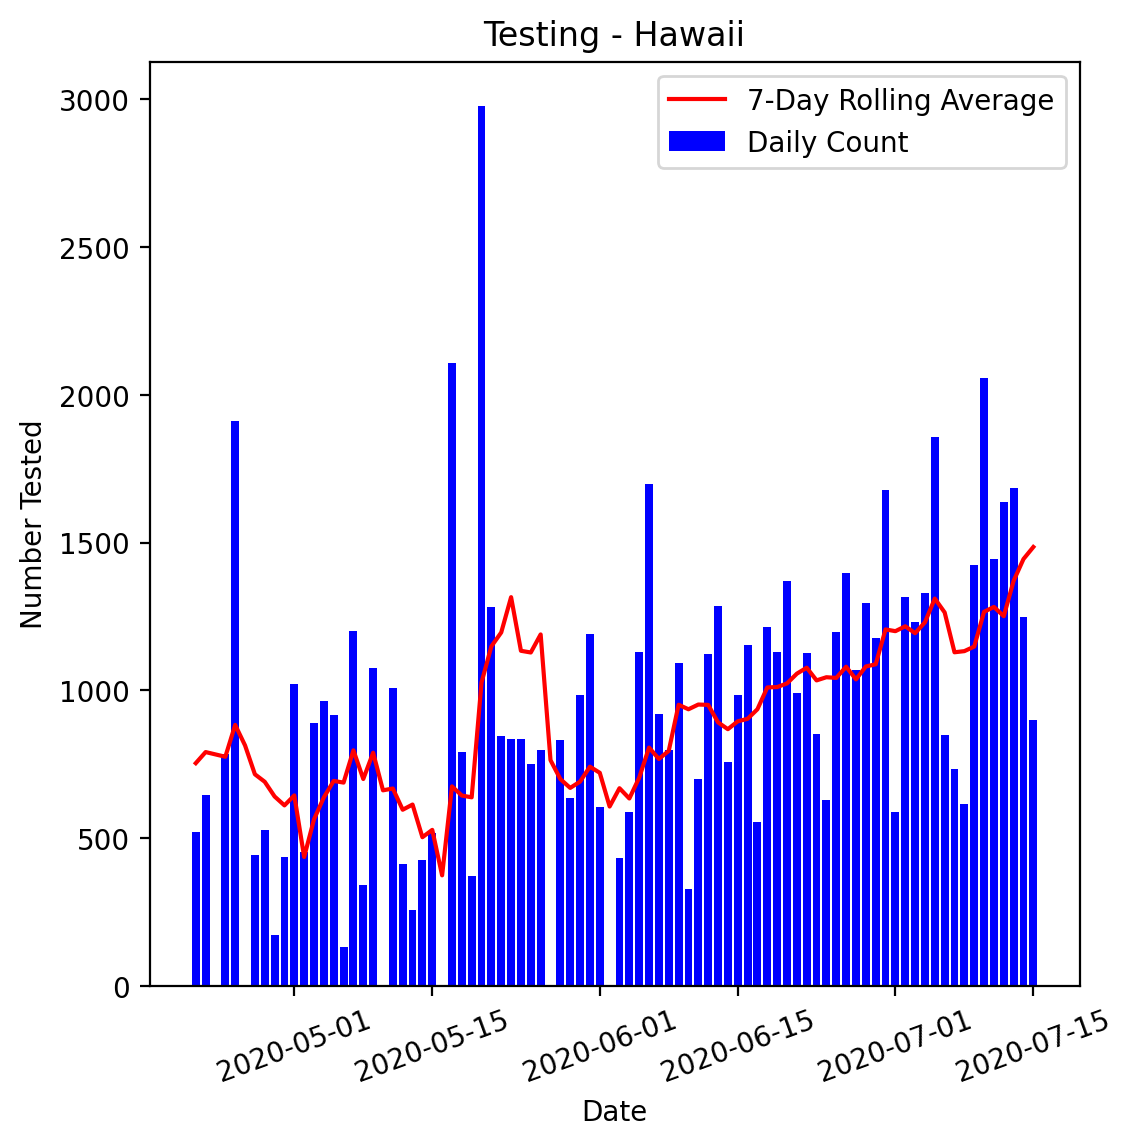 Testing - Hawaii
7-Day Rolling Average
Daily Count
3000
2500
2000
1500
1000
500
0
Number Tested
2020-05-01
2020-05-15
2020-06-01
2020-06-15
2020-07-01
2020-07-15
Date